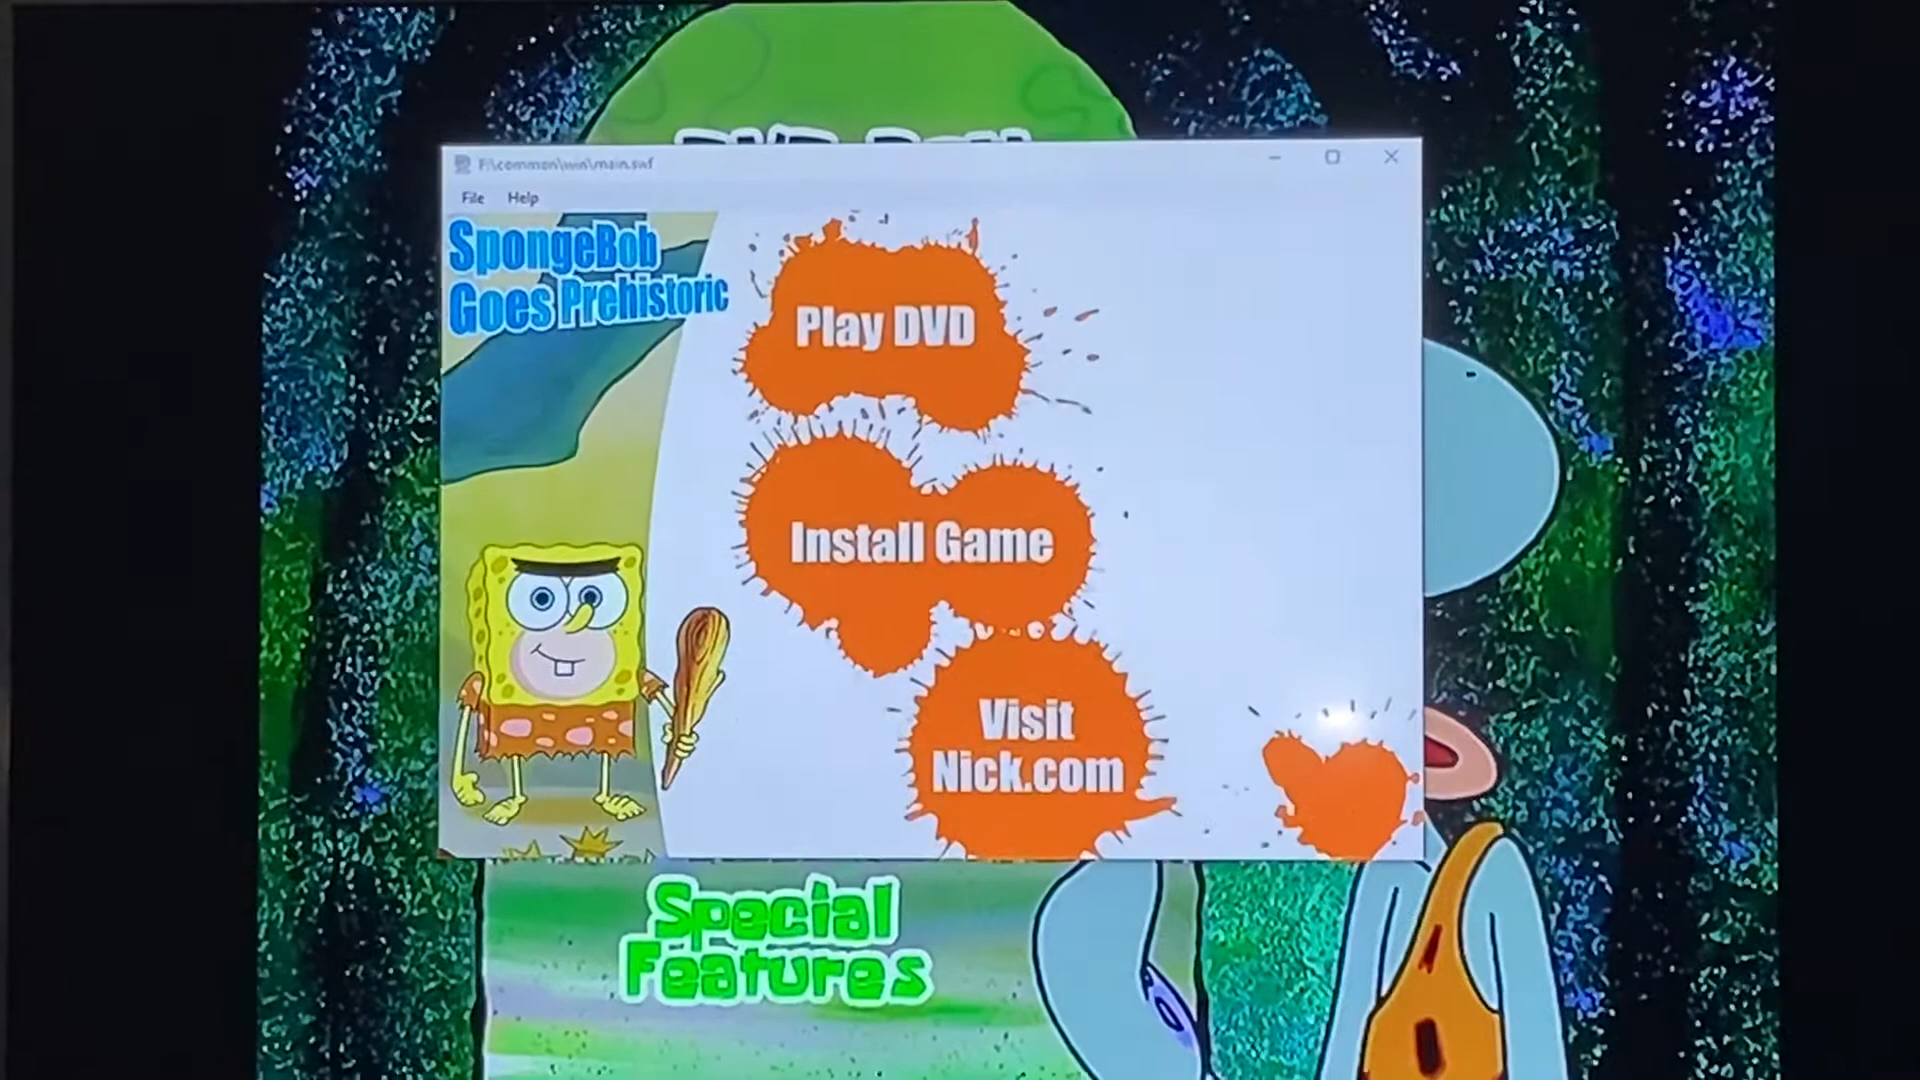 F:\common\win\main.swf
File Help
SpongeBob
Goes Prehistoric
Play DVD
Install Game
Visit
Nick.com
Special
Features